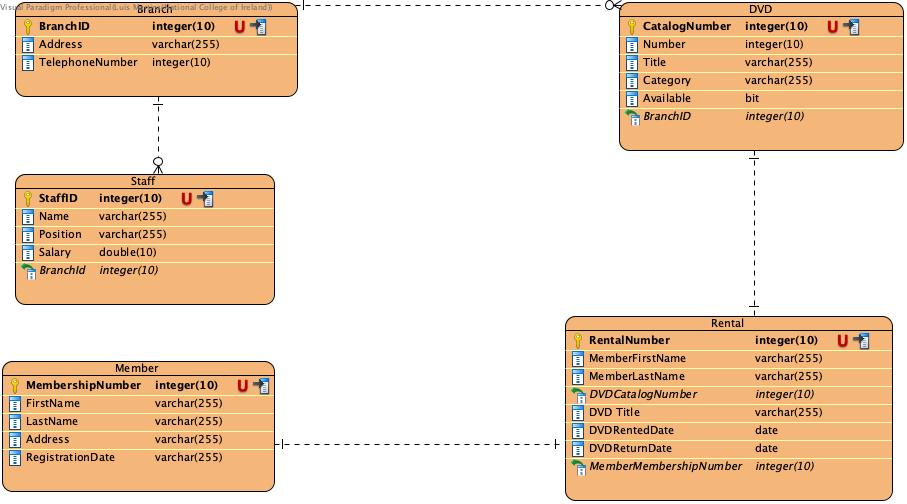 Visual Paradigm Professional(Luis M National College of Ireland))
Branch
BranchID integer(10) U
Address varchar(255)
TelephoneNumber integer(10)
DVD
CatalogNumber integer(10) U
Number integer(10)
Title varchar(255)
Category varchar(255)
Available bit
BranchID integer(10)
Staff
StaffID integer(10) U
Name varchar(255)
Position varchar(255)
Salary double(10)
BranchId integer(10)
Rental
RentalNumber integer(10) U
MemberFirstName varchar(255)
MemberLastName varchar(255)
DVDCatalogNumber integer(10)
DVD Title varchar(255)
DVDRentedDate date
DVDReturnDate date
MemberMembershipNumber integer(10)
Member
MembershipNumber integer(10) U
FirstName varchar(255)
LastName varchar(255)
Address varchar(255)
RegistrationDate varchar(255)